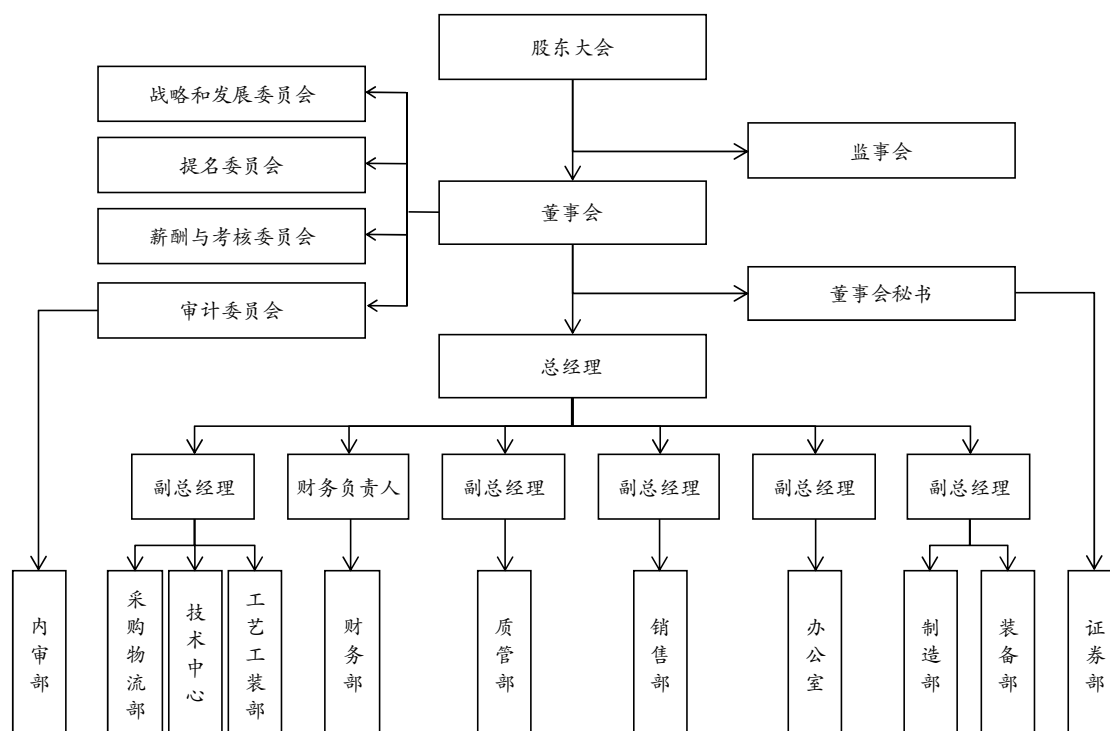 股东大会
战略和发展委员会
监事会
提名委员会
董事会
薪酬与考核委员会
董事会秘书
审计委员会
总经理
副总经理
财务负责人
副总经理
副总经理
副总经理
副总经理
内审部
采购物流部
技术中心
工艺工装部
财务部
质管部
销售部
办公室
制造部
装备部
证券部